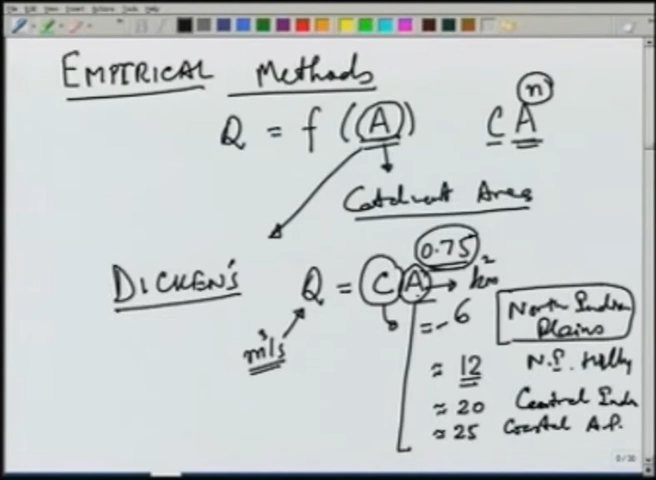 EMPIRICAL Methods
Q = f (A) C Aⁿ
Catchment Area
DICKEN'S Q = C A^0.75 km²
m³/s
= 6 North Indian Plains
≈ 12 N.I. Hilly
≈ 20 Central India
≈ 25 Coastal A.P.